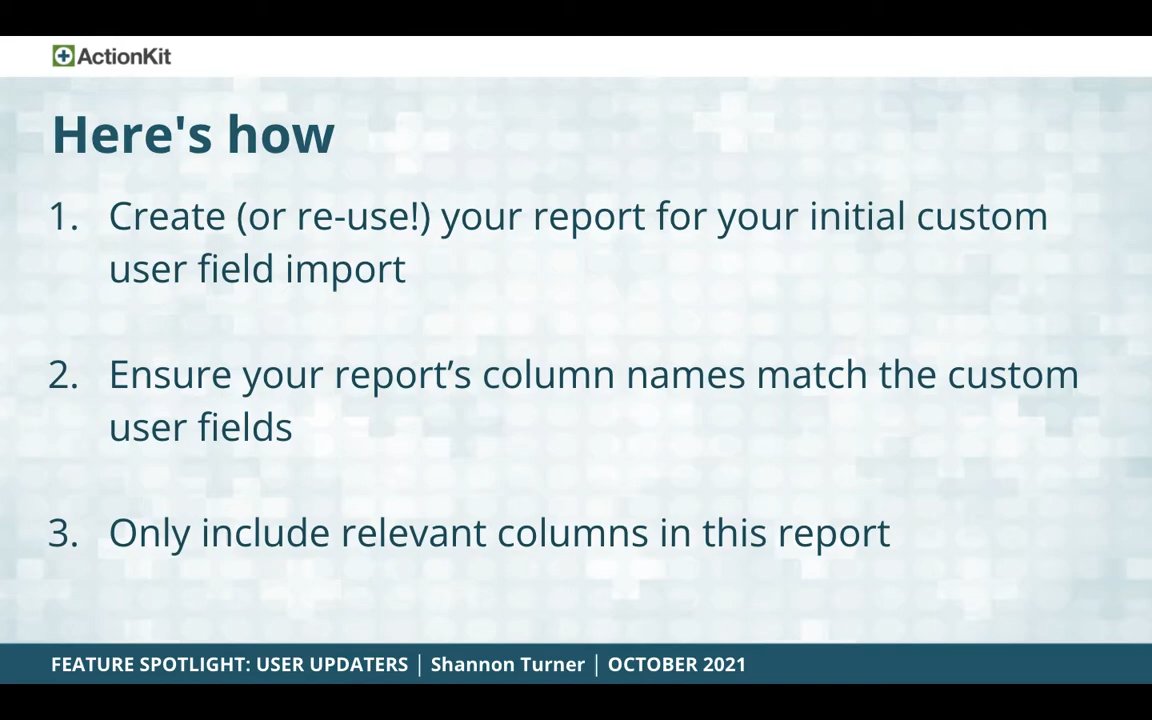 ActionKit
Here's how
1. Create (or re-use!) your report for your initial custom
user field import
2. Ensure your report’s column names match the custom
user fields
3. Only include relevant columns in this report
FEATURE SPOTLIGHT: USER UPDATERS | Shannon Turner | OCTOBER 2021